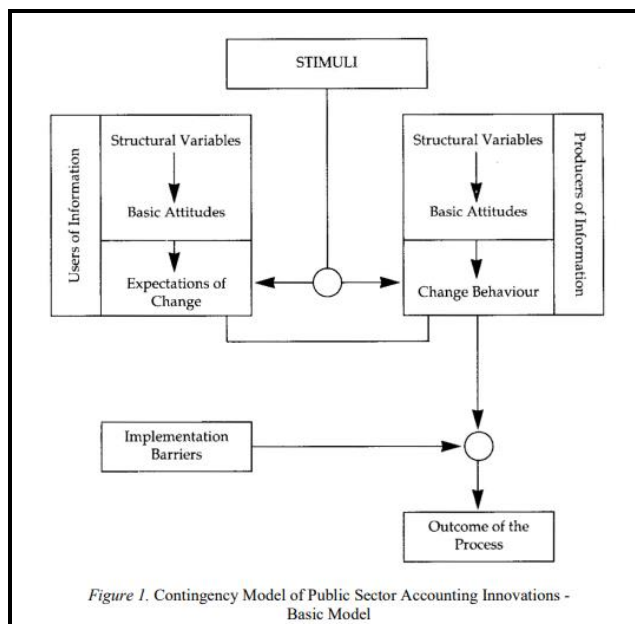 STIMULI
Users of Information
Structural Variables
Basic Attitudes
Expectations of
Change
Structural Variables
Basic Attitudes
Change Behaviour
Producers of Information
Implementation
Barriers
Outcome of the
Process
Figure 1. Contingency Model of Public Sector Accounting Innovations -
Basic Model